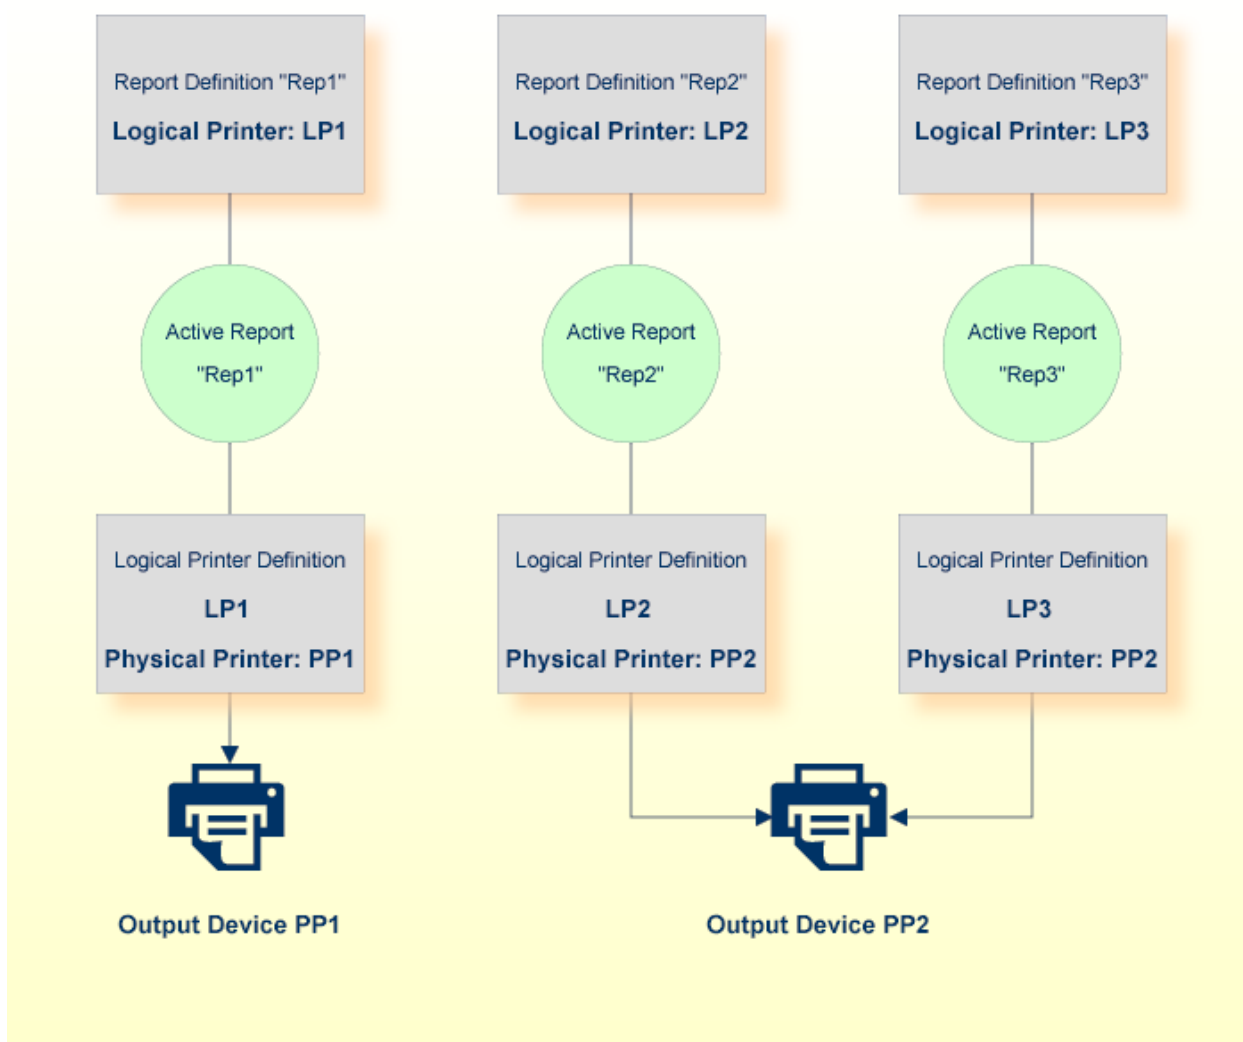 Report Definition "Rep1"
Logical Printer: LP1
Report Definition "Rep2"
Logical Printer: LP2
Report Definition "Rep3"
Logical Printer: LP3
Active Report
"Rep1"
Active Report
"Rep2"
Active Report
"Rep3"
Logical Printer Definition
LP1
Physical Printer: PP1
Logical Printer Definition
LP2
Physical Printer: PP2
Logical Printer Definition
LP3
Physical Printer: PP2
Output Device PP1
Output Device PP2